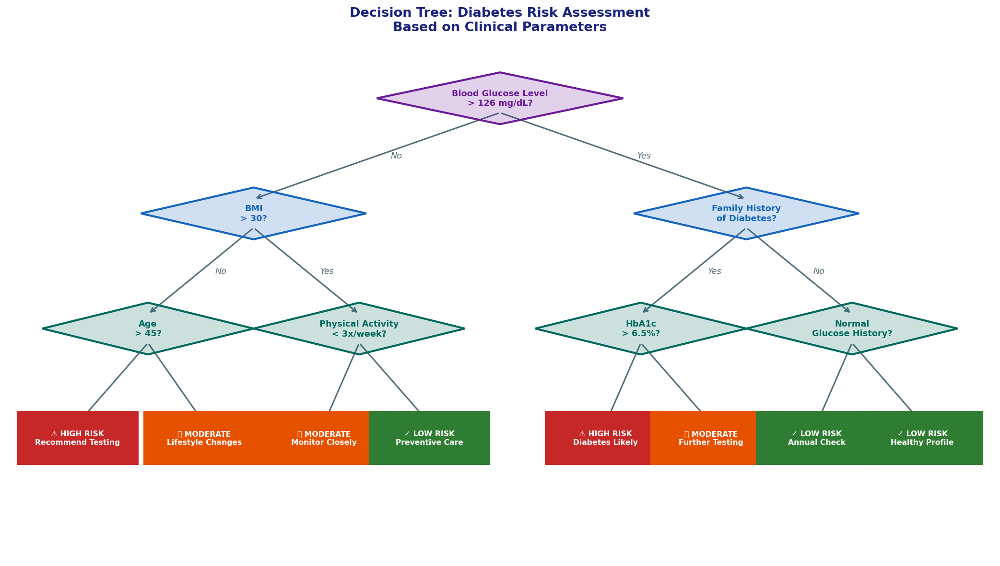 Decision Tree: Diabetes Risk Assessment
Based on Clinical Parameters
Blood Glucose Level
> 126 mg/dL?
No
Yes
BMI
> 30?
Family History
of Diabetes?
No
Yes
Yes
No
Age
> 45?
Physical Activity
< 3x/week?
HbA1c
> 6.5%?
Normal
Glucose History?
⚠ HIGH RISK
Recommend Testing
MODERATE
Lifestyle Changes
MODERATE
Monitor Closely
✓ LOW RISK
Preventive Care
⚠ HIGH RISK
Diabetes Likely
MODERATE
Further Testing
✓ LOW RISK
Annual Check
✓ LOW RISK
Healthy Profile